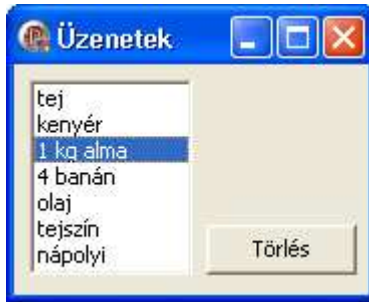 Üzenetek
tej
kenyér
1 kg alma
4 banán
olaj
tejszín
nápolyi
Törlés